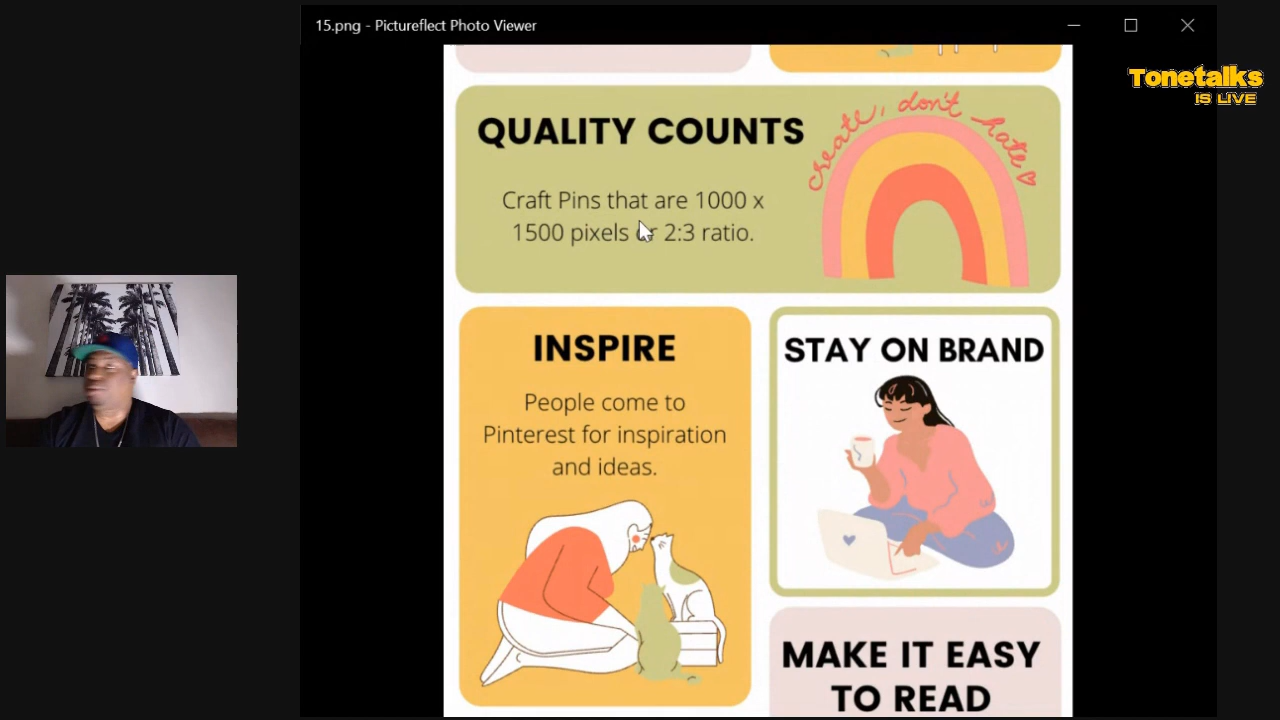 15.png - Pictureflect Photo Viewer
Tonetalks
IS LIVE
QUALITY COUNTS
create, don't hate
Craft Pins that are 1000 x
1500 pixels or 2:3 ratio.
INSPIRE
People come to
Pinterest for inspiration
and ideas.
STAY ON BRAND
MAKE IT EASY
TO READ